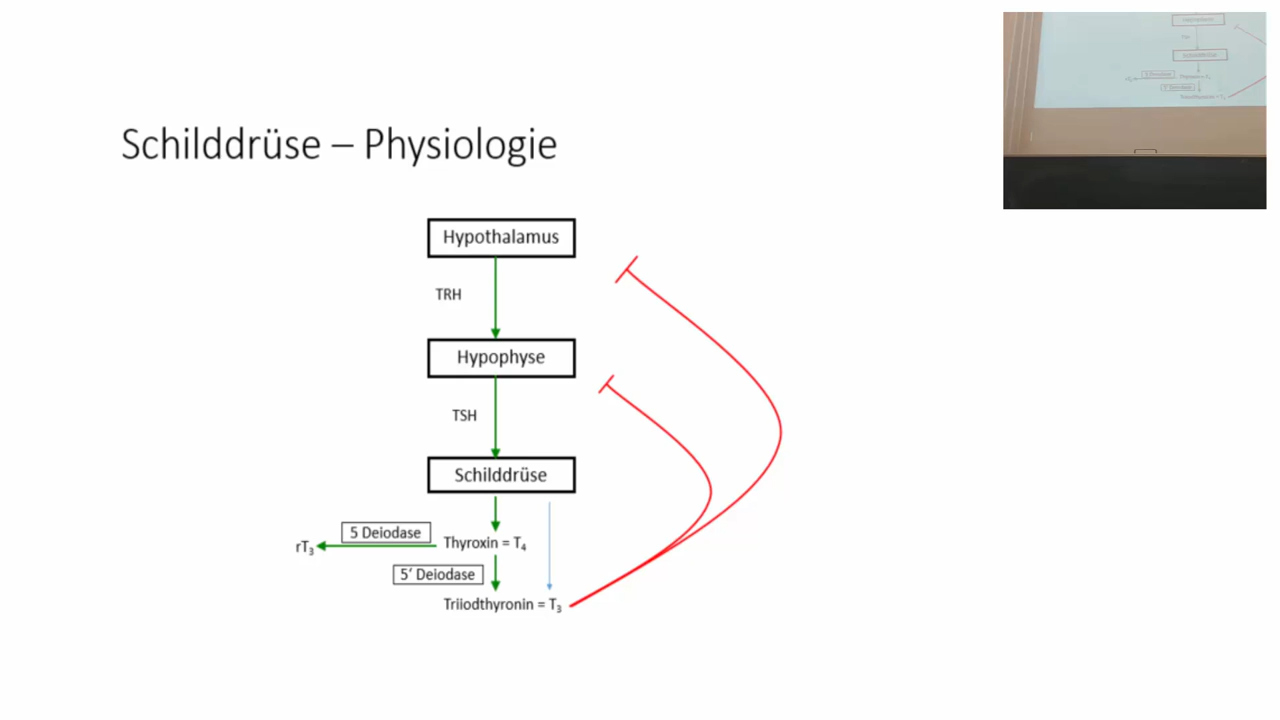 Schilddrüse – Physiologie
Hypothalamus
TRH
Hypophyse
TSH
Schilddrüse
5 Deiodase
rT₃
Thyroxin = T₄
5′ Deiodase
Triiodthyronin = T₃